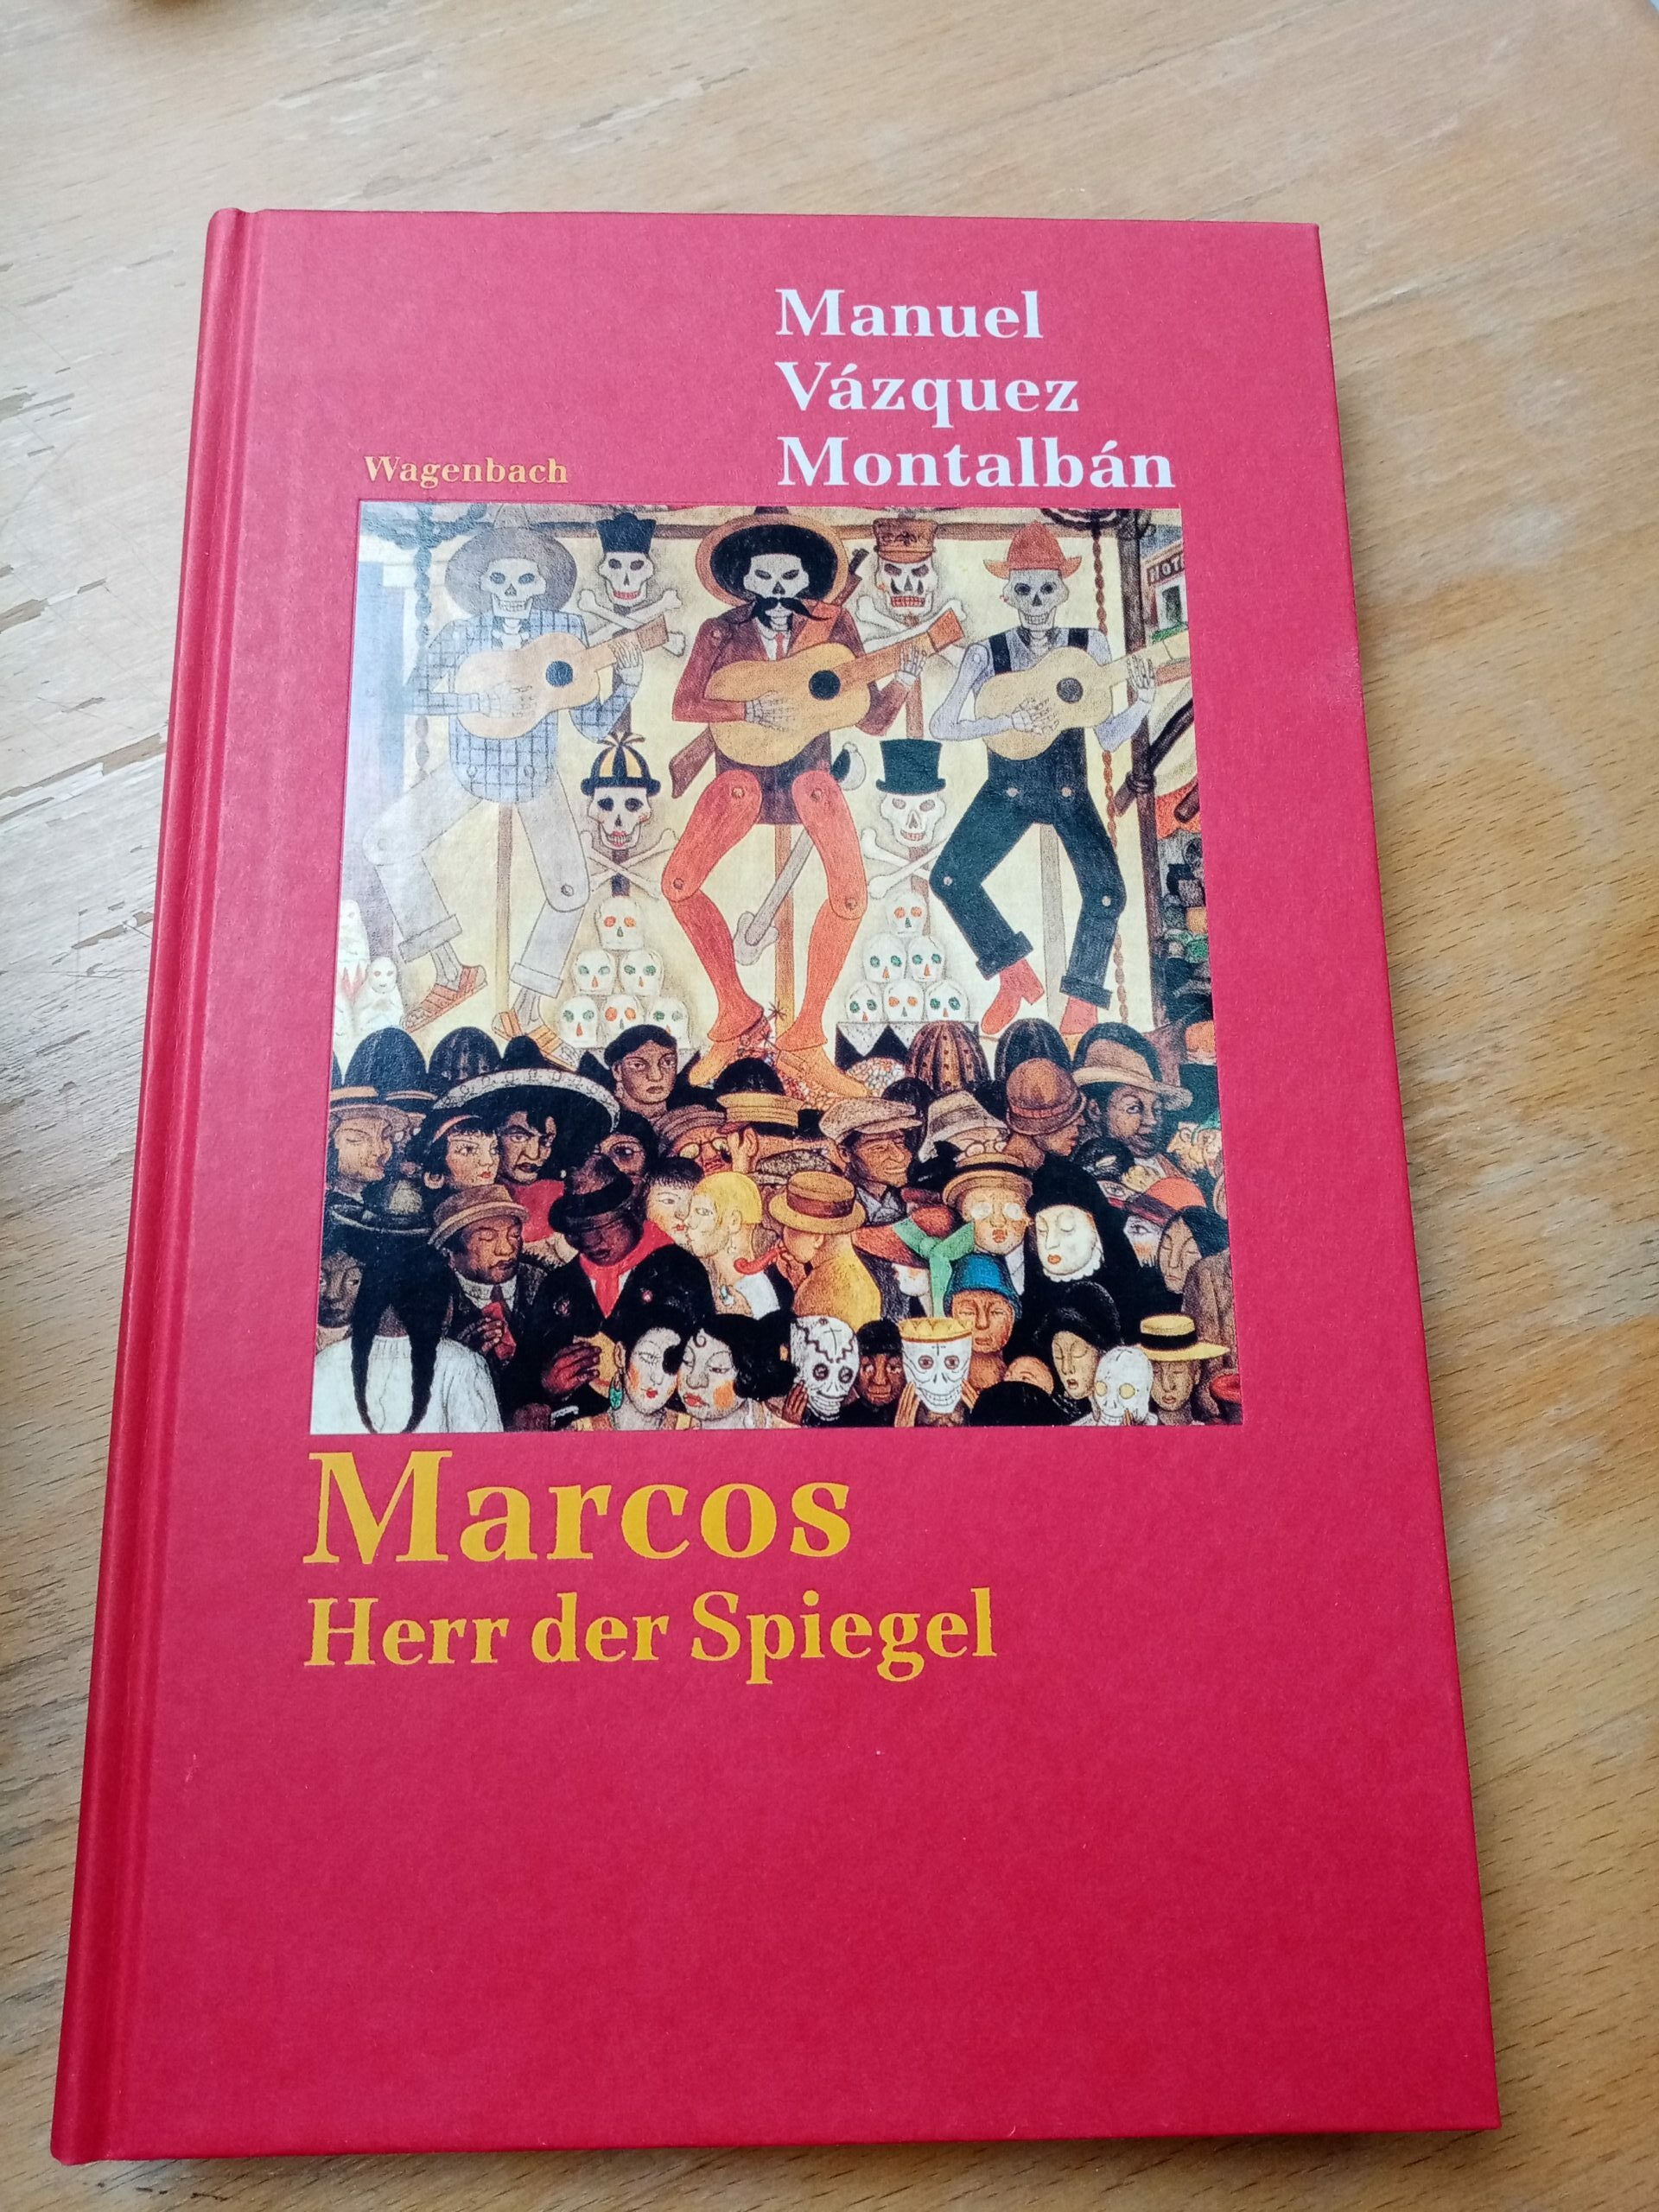 Manuel
Vázquez
Montalbán
Wagenbach
Marcos
Herr der Spiegel